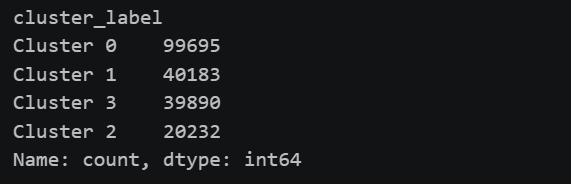 cluster_label
Cluster 0    99695
Cluster 1    40183
Cluster 3    39890
Cluster 2    20232
Name: count, dtype: int64